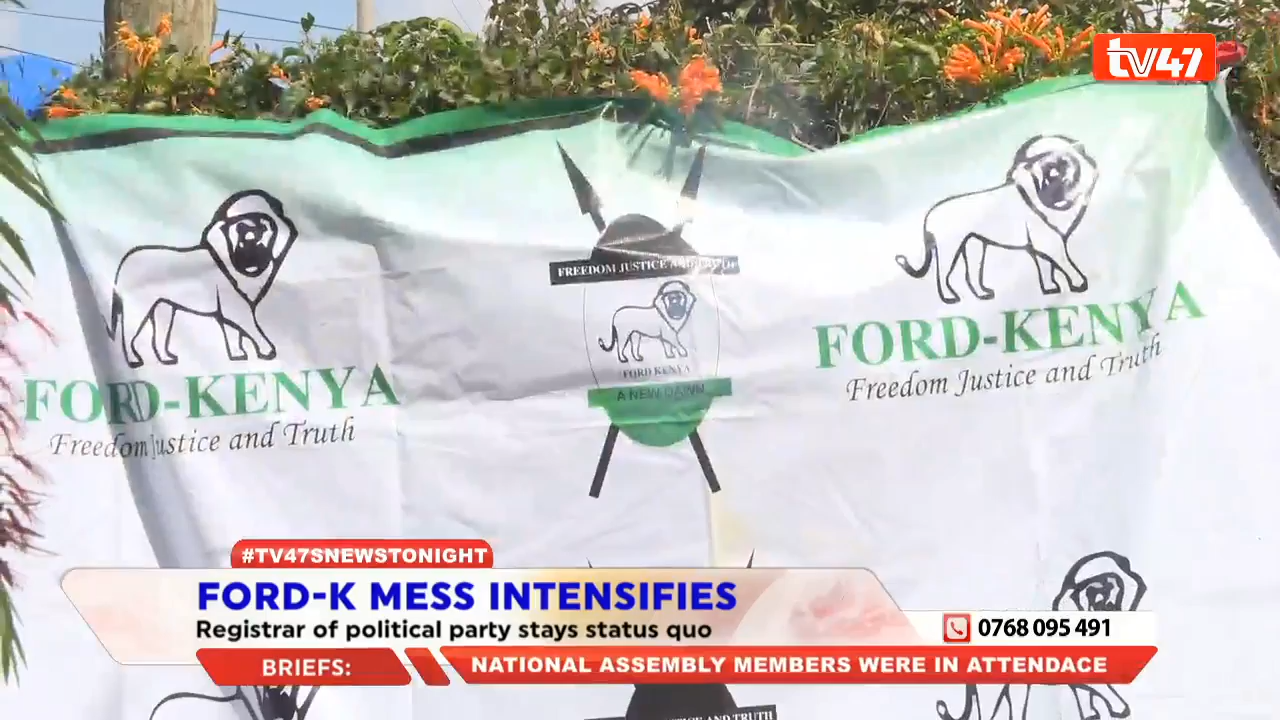 tv47
FREEDOM JUSTICE AND TRUTH
FORD KENYA
A NEW DAWN
FORD-KENYA
Freedom Justice and Truth
FORD-KENYA
Freedom Justice and Truth
#TV47SNEWSTONIGHT
FORD-K MESS INTENSIFIES
Registrar of political party stays status quo
0768 095 491
BRIEFS:
NATIONAL ASSEMBLY MEMBERS WERE IN ATTENDACE
AND TRUTH